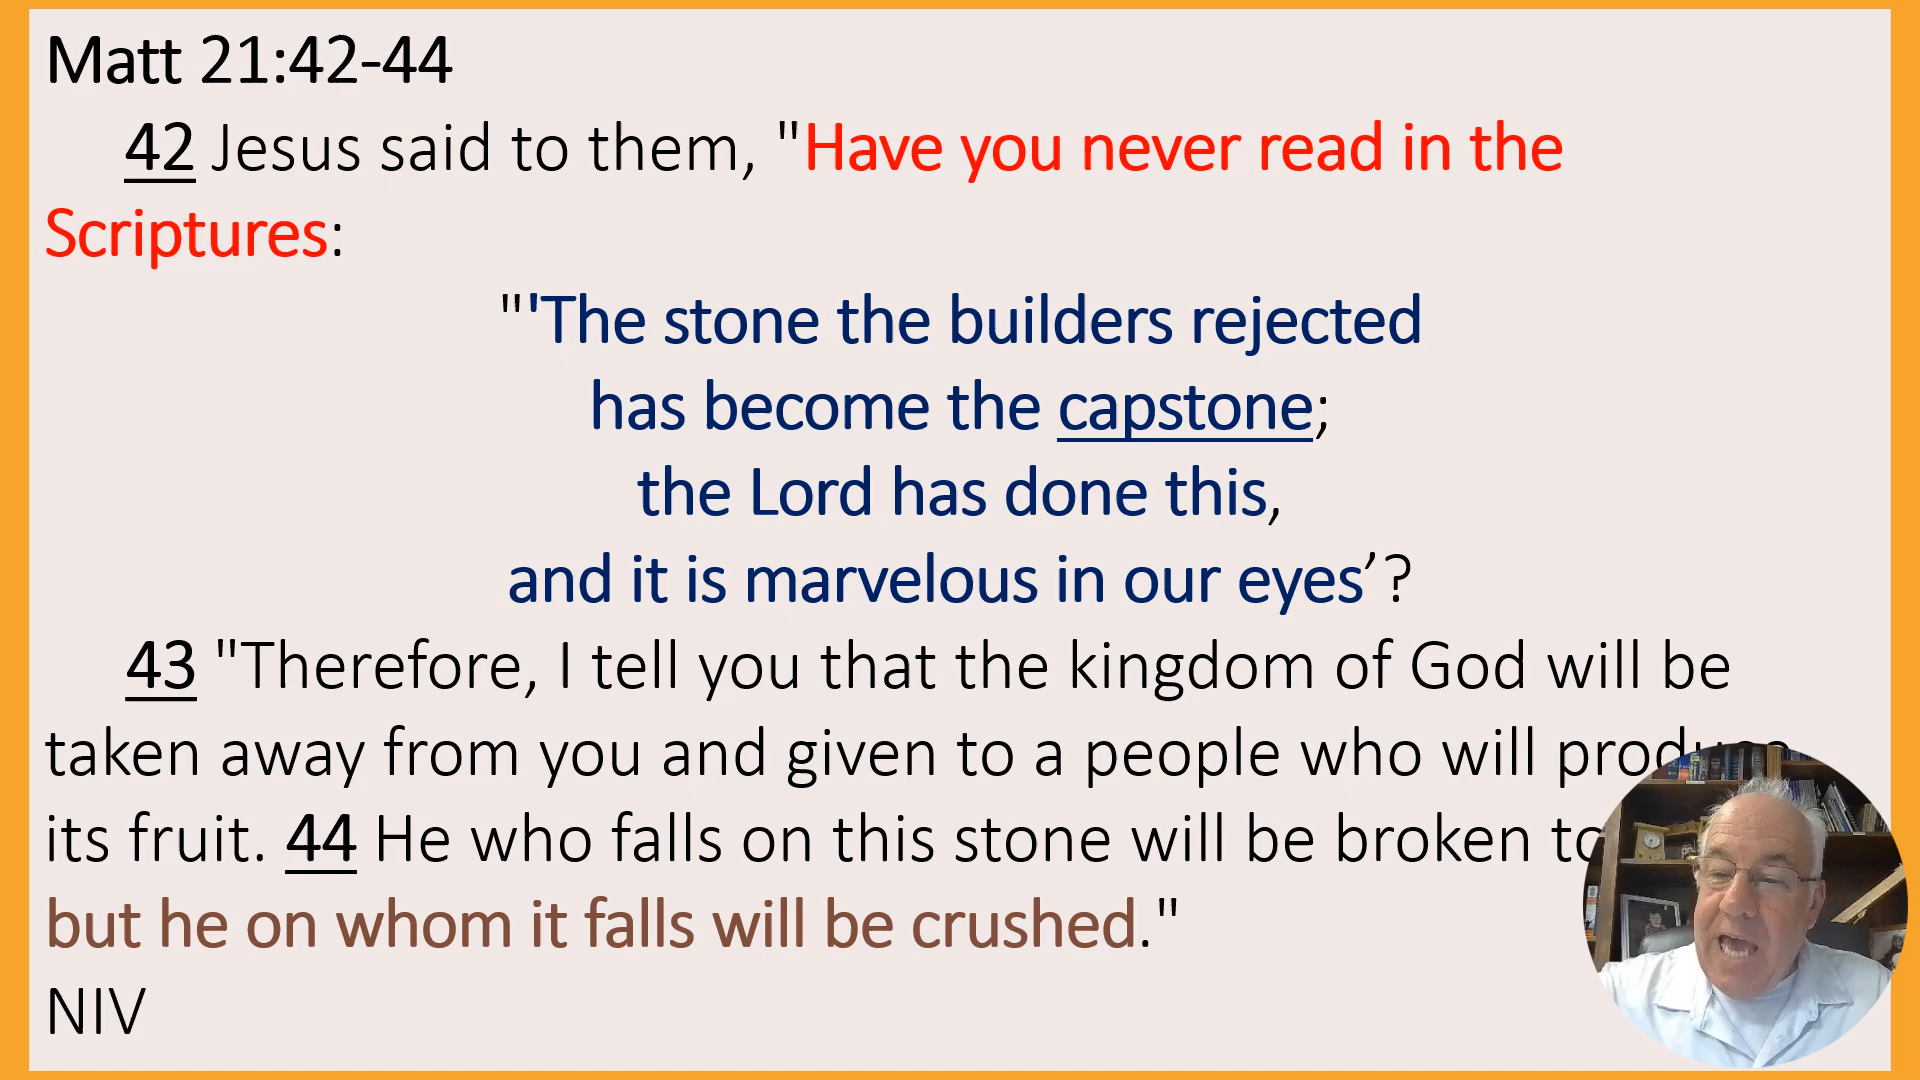 Matt 21:42-44
42 Jesus said to them, "Have you never read in the
Scriptures:
"'The stone the builders rejected
has become the capstone;
the Lord has done this,
and it is marvelous in our eyes’?
43 "Therefore, I tell you that the kingdom of God will be
taken away from you and given to a people who will produce
its fruit. 44 He who falls on this stone will be broken to
but he on whom it falls will be crushed."
NIV